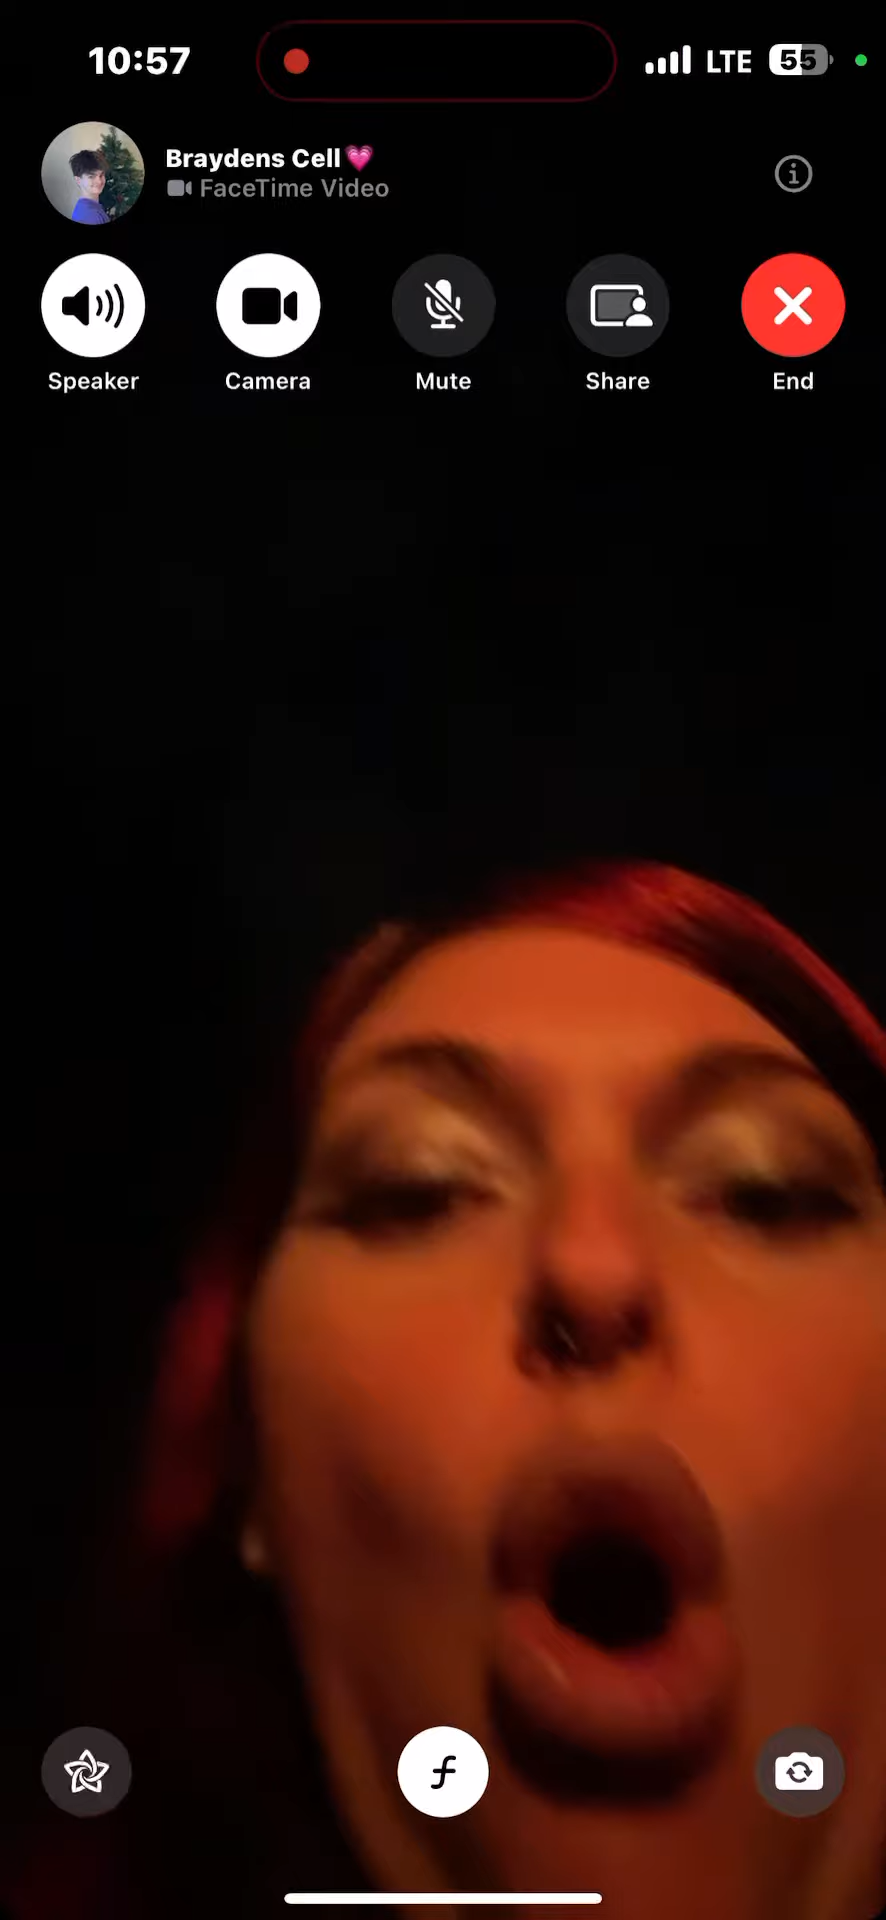 10:57 LTE 55
Braydens Cell💗
FaceTime Video
Speaker Camera Mute Share End
f